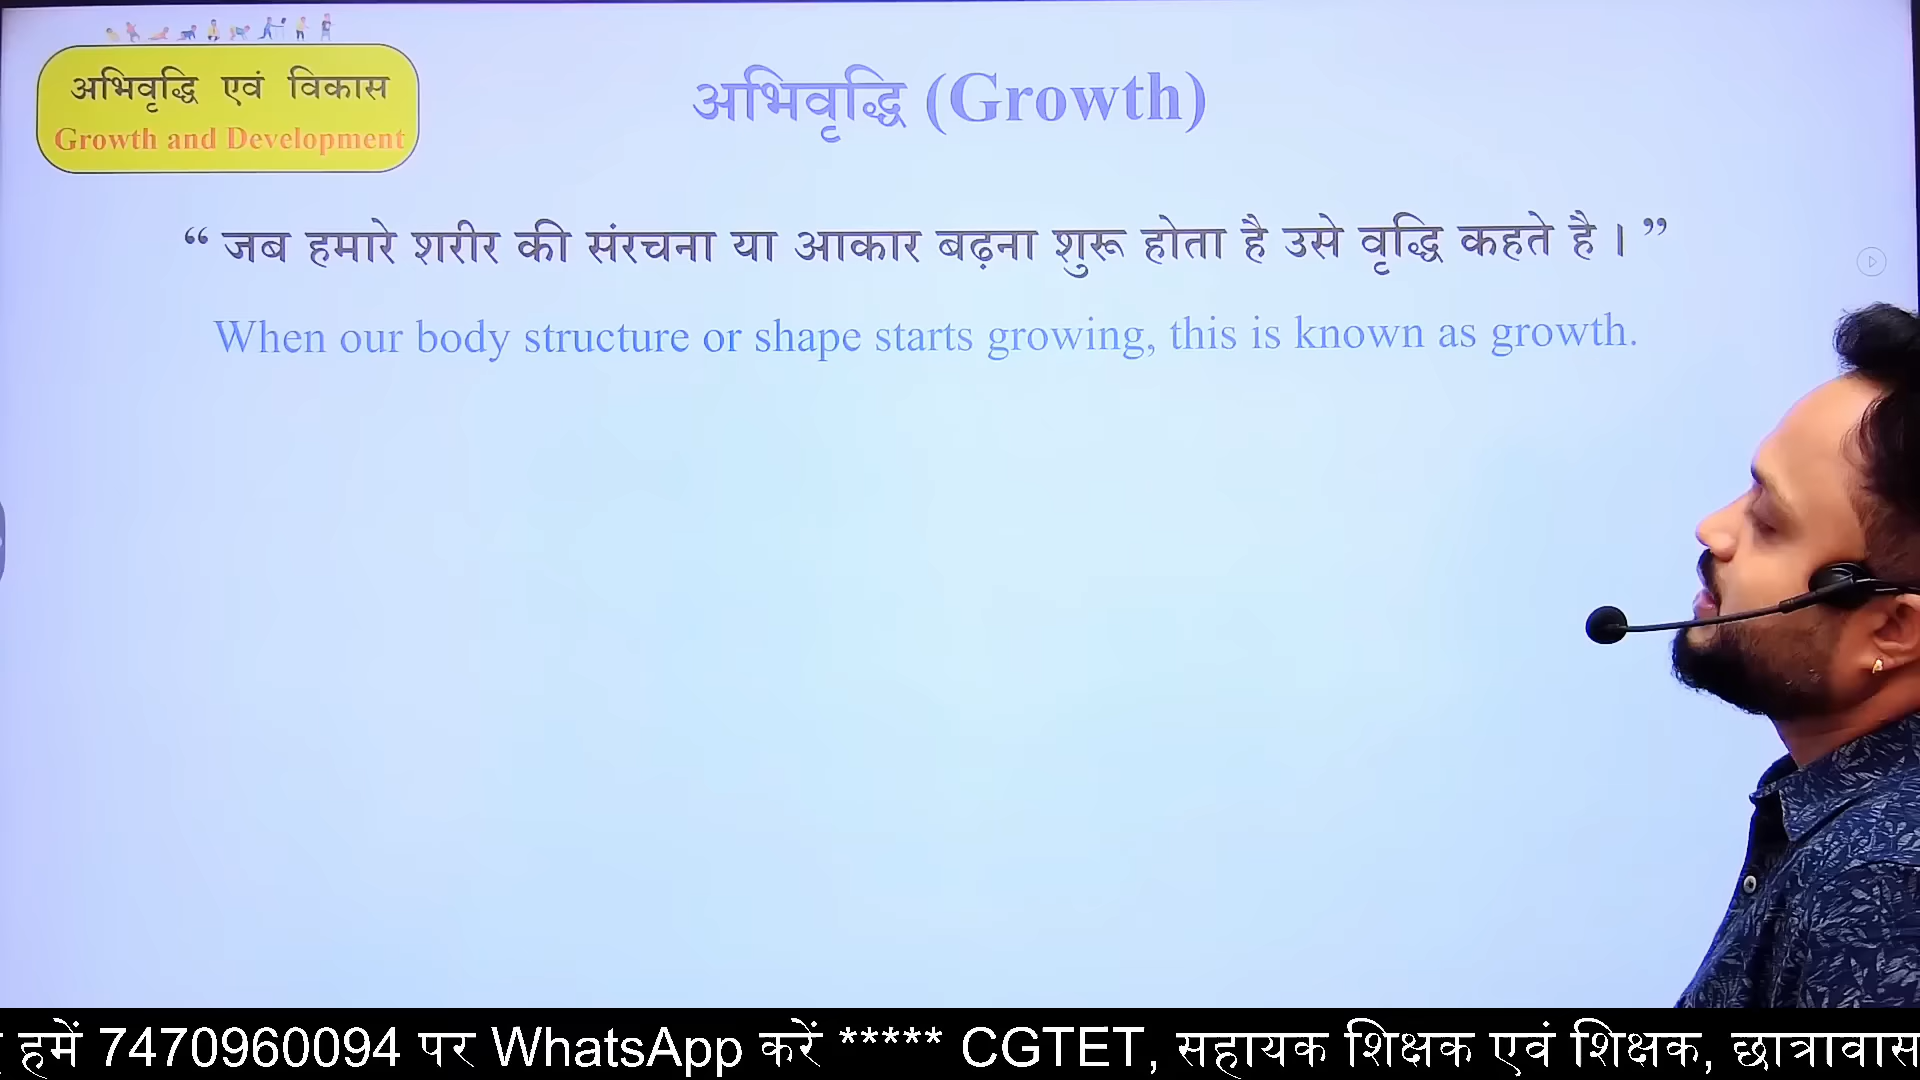 अभिवृद्धि एवं विकास
Growth and Development
अभिवृद्धि (Growth)
“ जब हमारे शरीर की संरचना या आकार बढ़ना शुरू होता है उसे वृद्धि कहते है । ”
When our body structure or shape starts growing, this is known as growth.
हमें 7470960094 पर WhatsApp करें ***** CGTET, सहायक शिक्षक एवं शिक्षक, छात्रावास